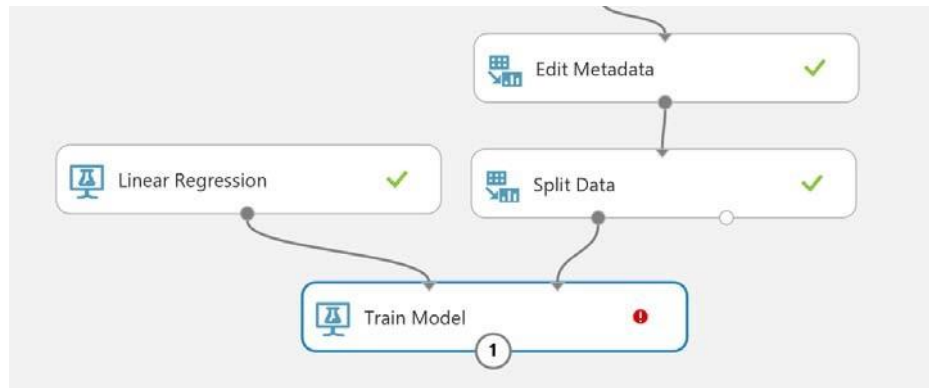 Edit Metadata
Linear Regression
Split Data
Train Model
1